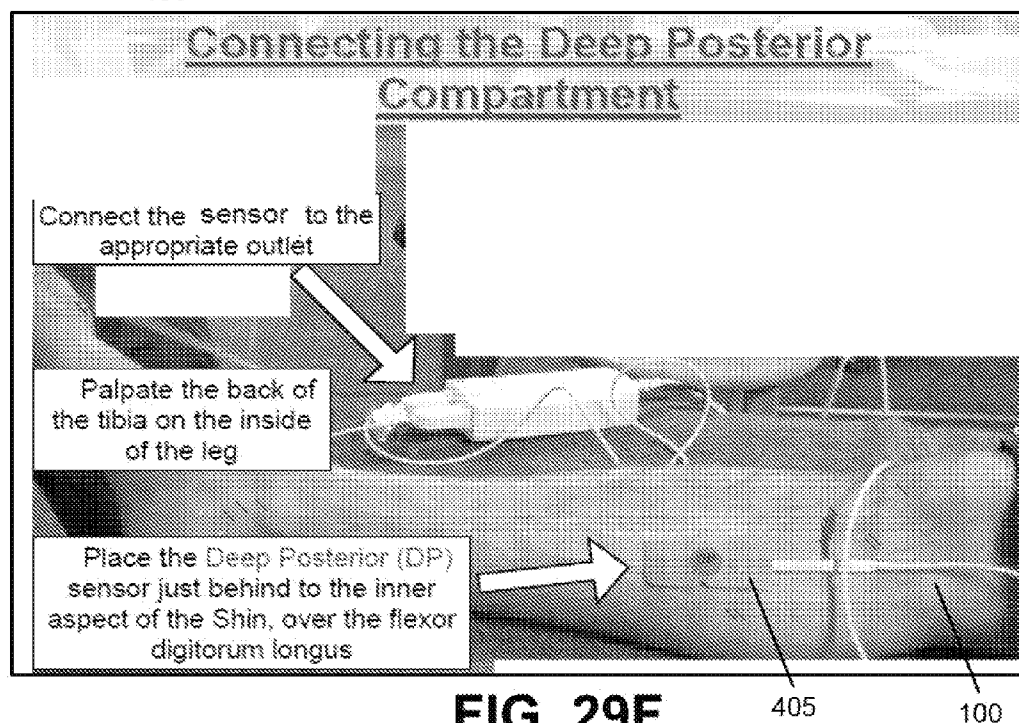 Connecting the Deep Posterior
Compartment
Connect the sensor to the
appropriate outlet
Palpate the back of
the tibia on the inside
of the leg
Place the Deep Posterior (DP)
sensor just behind to the inner
aspect of the Shin, over the flexor
digitorum longus
405
100
FIG. 29F